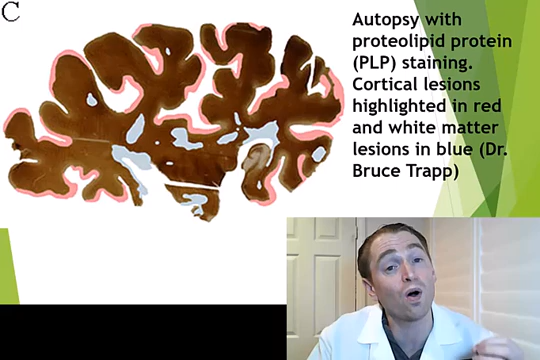 C
Autopsy with
proteolipid protein
(PLP) staining.
Cortical lesions
highlighted in red
and white matter
lesions in blue (Dr.
Bruce Trapp)